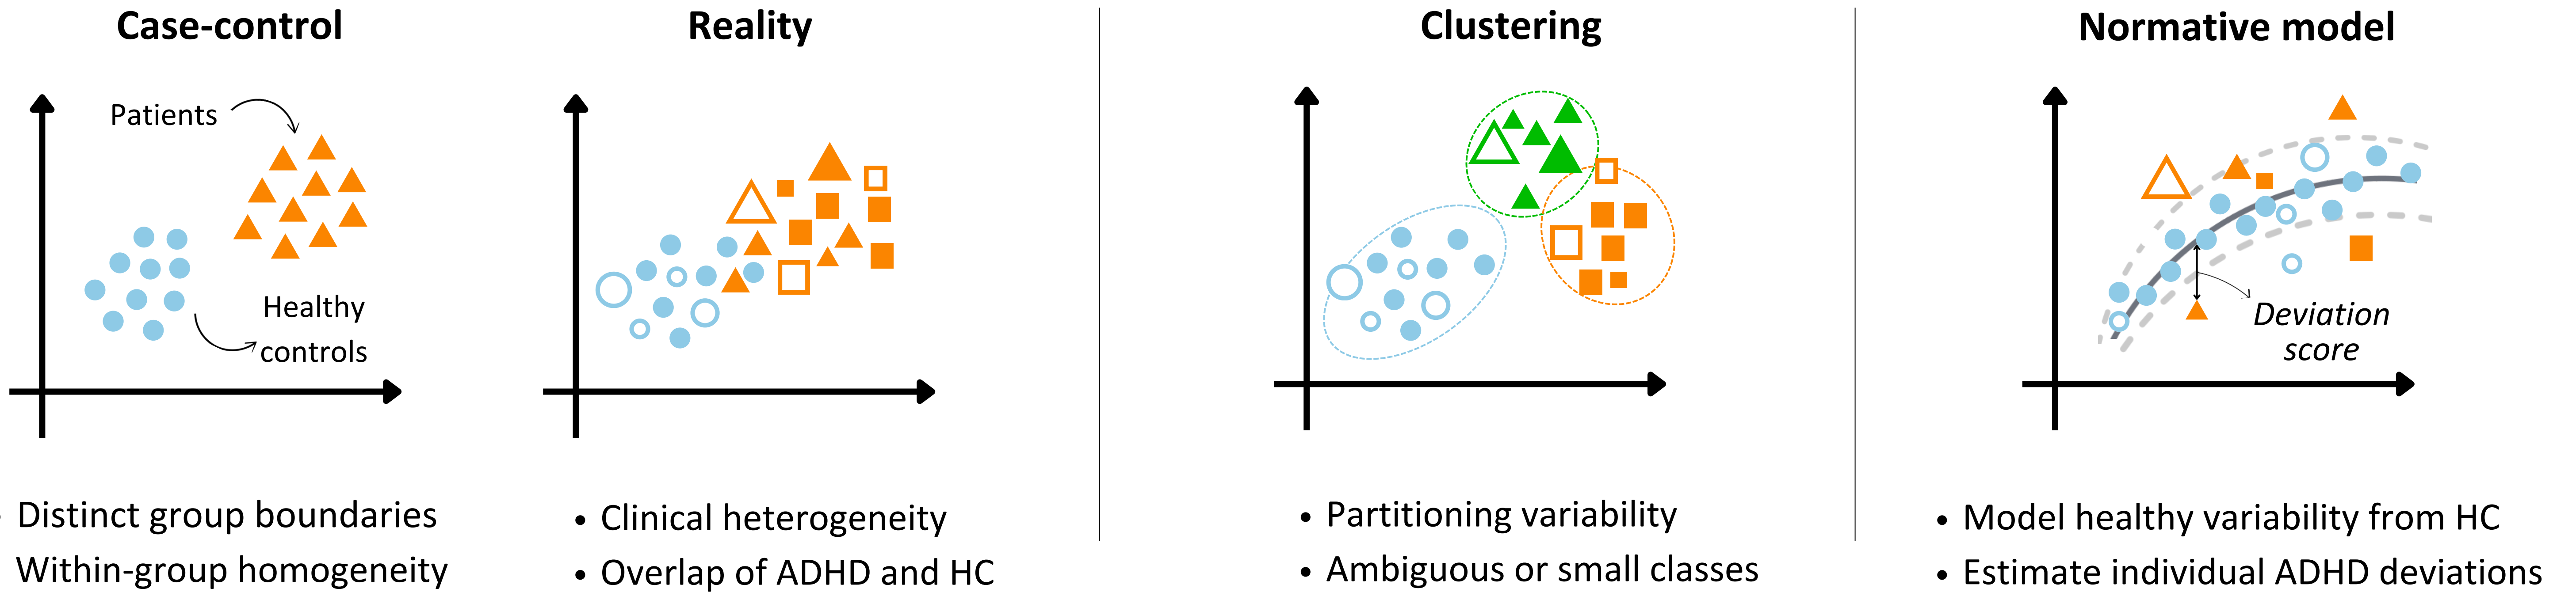 Case-control
Patients
Healthy
controls
Distinct group boundaries
Within-group homogeneity
Reality
• Clinical heterogeneity
• Overlap of ADHD and HC
Clustering
• Partitioning variability
• Ambiguous or small classes
Normative model
Deviation
score
• Model healthy variability from HC
• Estimate individual ADHD deviations